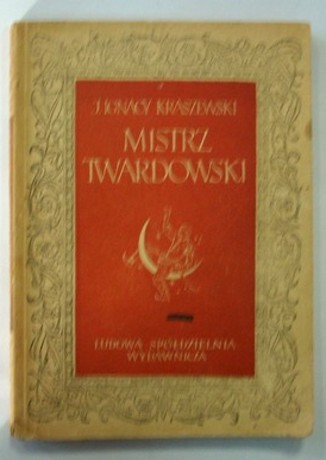 J. IGNACY KRASZEWSKI
MISTRZ
TWARDOWSKI
LUDOWA SPÓŁDZIELNIA
WYDAWNICZA